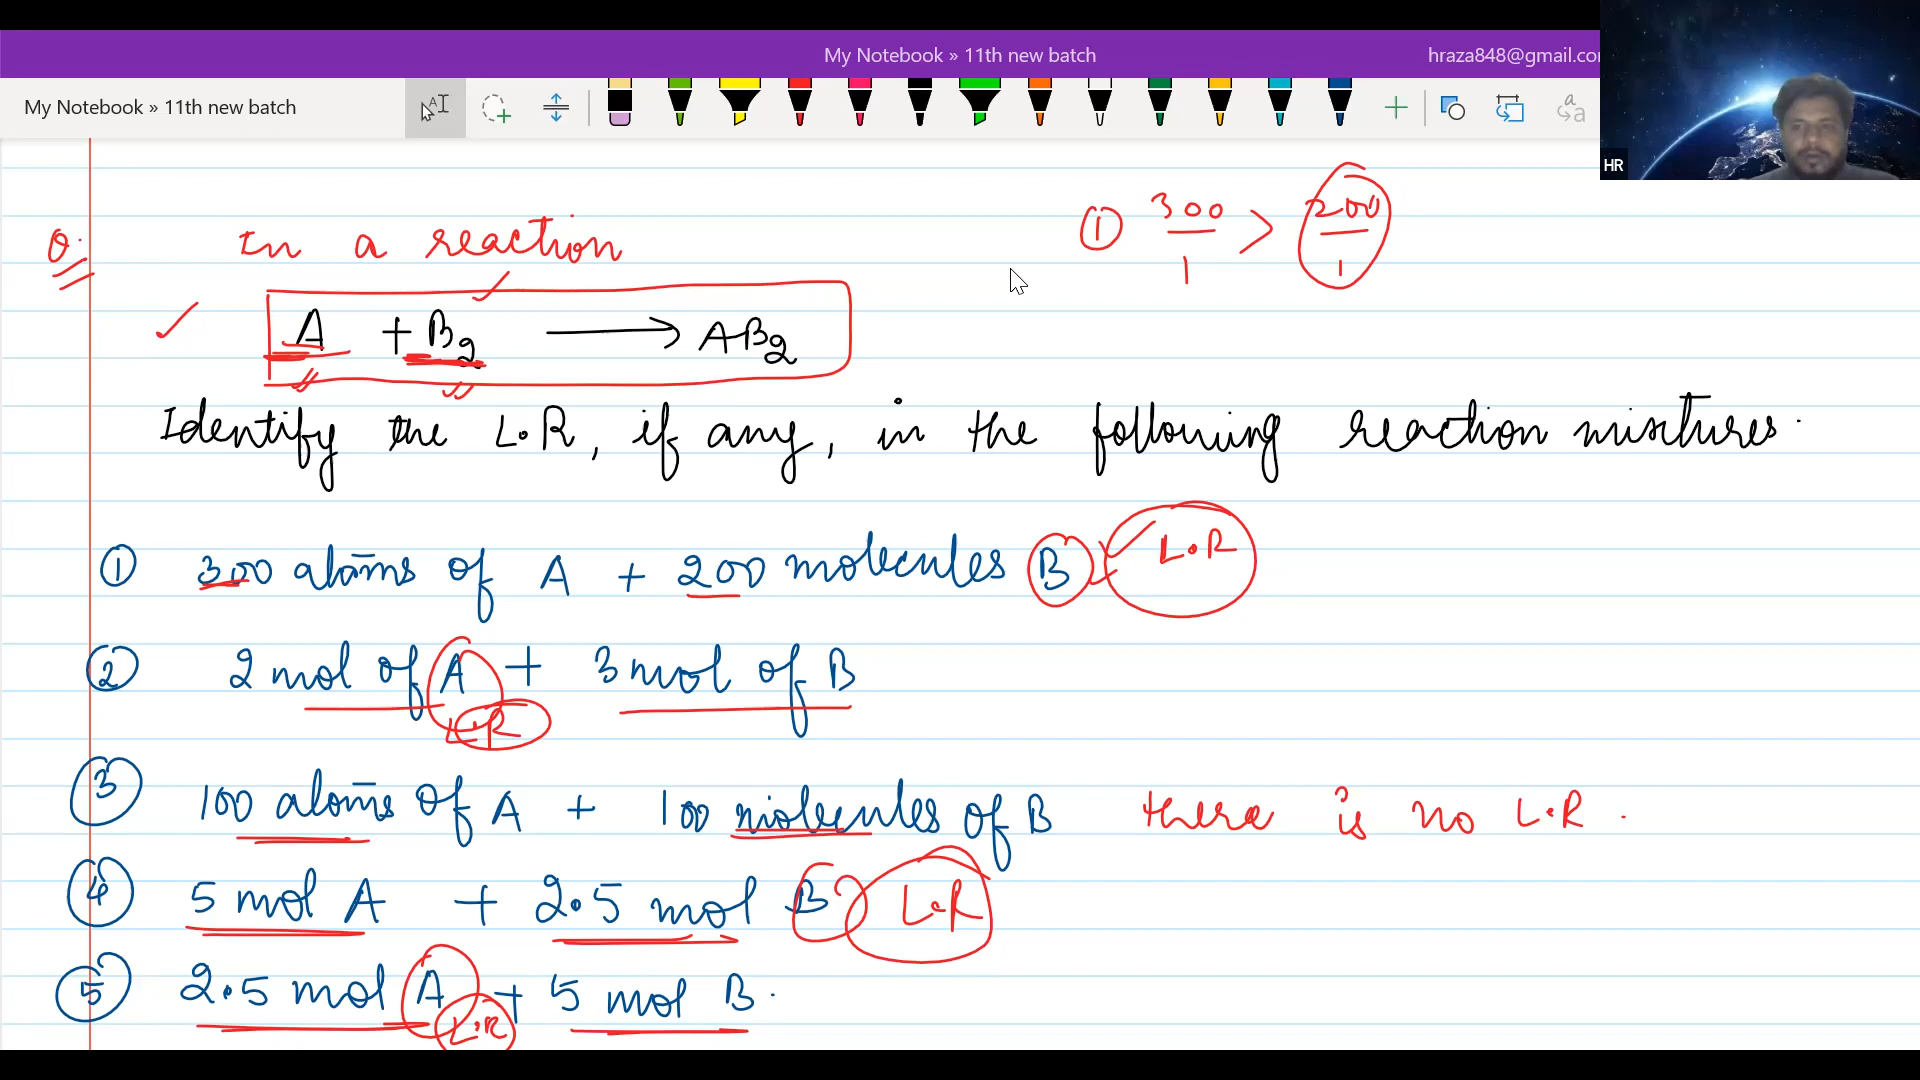 My Notebook » 11th new batch
hraza848@gmail.co
My Notebook » 11th new batch
HR
Q. In a reaction
① 300/1 > 200/1
A + B2 → AB2
Identify the L.R, if any, in the following reaction mixtures.
① 300 atoms of A + 200 molecules B L.R
② 2 mol of A + 3 mol of B
L.R
③ 100 atoms of A + 100 molecules of B there is no L.R.
④ 5 mol A + 2.5 mol B L.R
⑤ 2.5 mol A + 5 mol B.
L.R